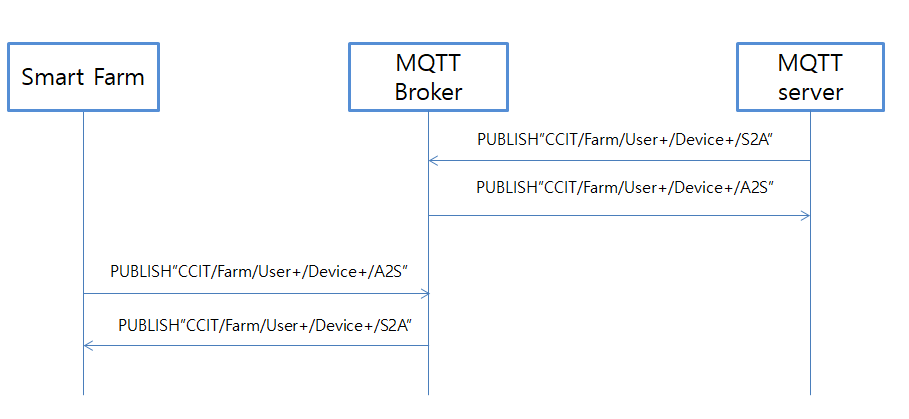 Smart Farm
MQTT
Broker
MQTT
server
PUBLISH"CCIT/Farm/User+/Device+/S2A"
PUBLISH"CCIT/Farm/User+/Device+/A2S"
PUBLISH"CCIT/Farm/User+/Device+/A2S"
PUBLISH"CCIT/Farm/User+/Device+/S2A"